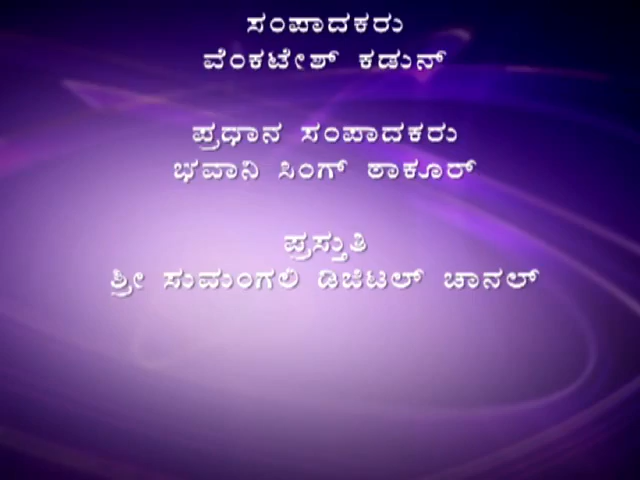 ಸಂಪಾದಕರು
ವೆಂಕಟೇಶ್ ಕಡುನ್
ಪ್ರಧಾನ ಸಂಪಾದಕರು
ಭವಾನಿ ಸಿಂಗ್ ಠಾಕೂರ್
ಪ್ರಸ್ತುತಿ
ಶ್ರೀ ಸುಮಂಗಲಿ ಡಿಜಿಟಲ್ ಚಾನಲ್